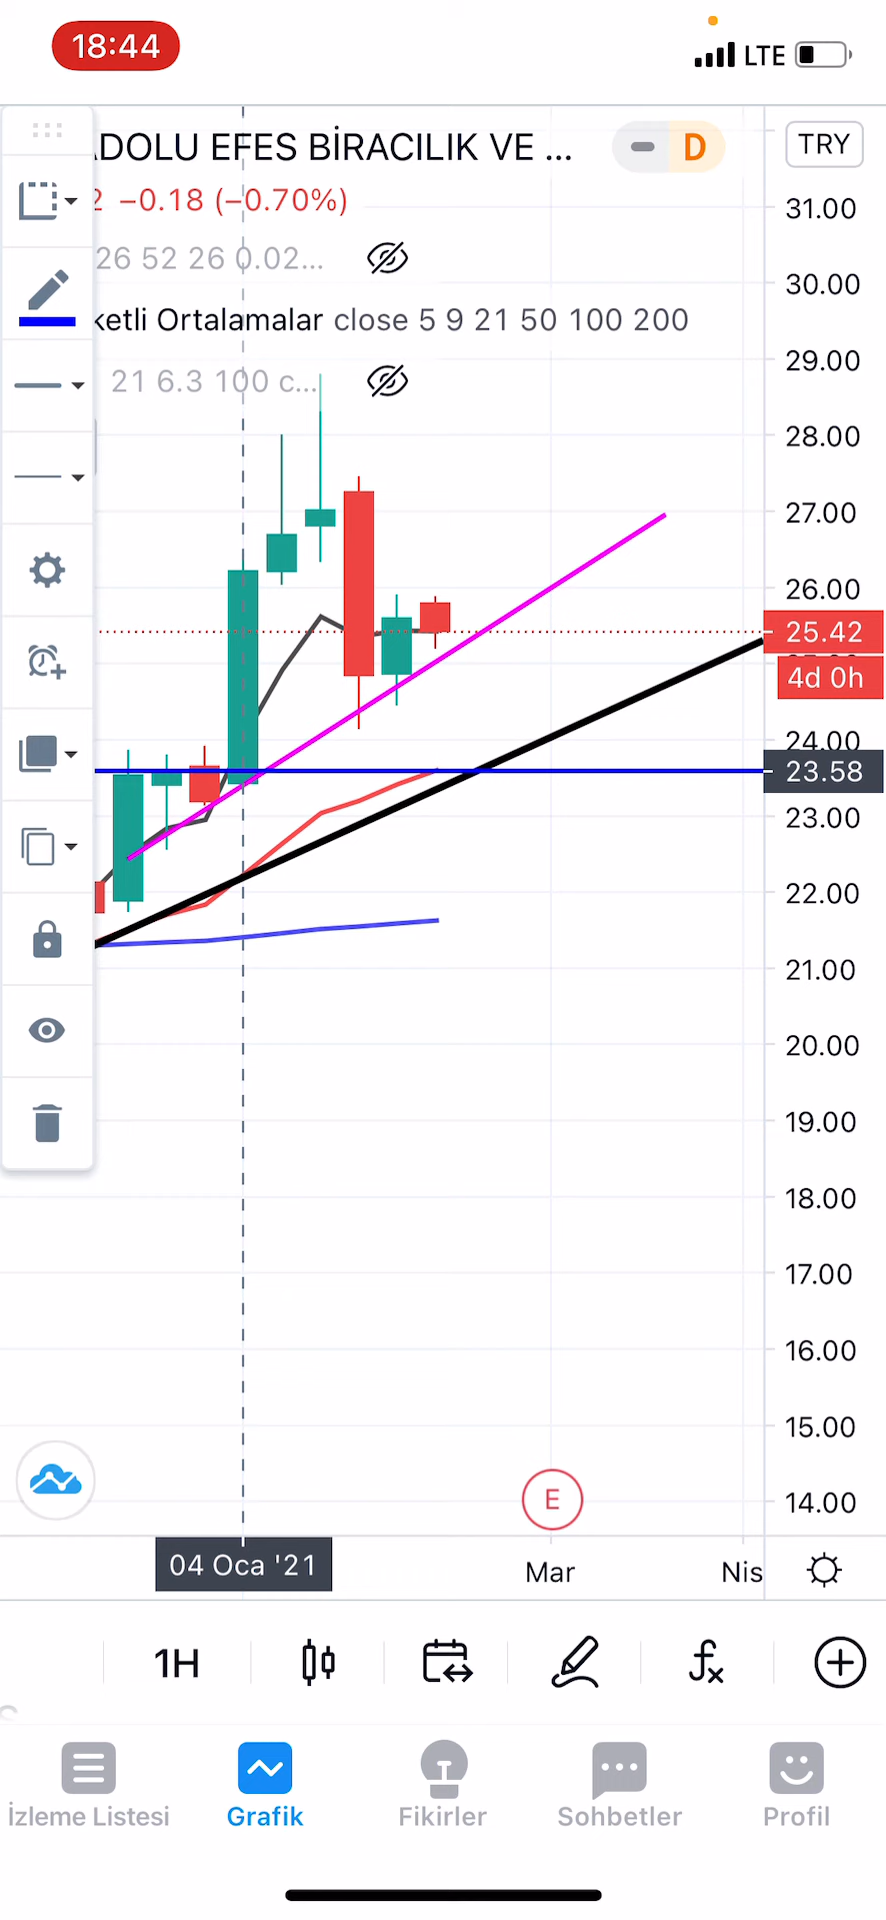 18:44
LTE
ADOLU EFES BİRACILIK VE ...
D
TRY
2 −0.18 (−0.70%)
26 52 26 0.02...
ketli Ortalamalar close 5 9 21 50 100 200
21 6.3 100 c...
31.00
30.00
29.00
28.00
27.00
26.00
25.42
4d 0h
24.00
23.58
23.00
22.00
21.00
20.00
19.00
18.00
17.00
16.00
15.00
14.00
E
04 Oca '21
Mar
Nis
1H
İzleme Listesi
Grafik
Fikirler
Sohbetler
Profil